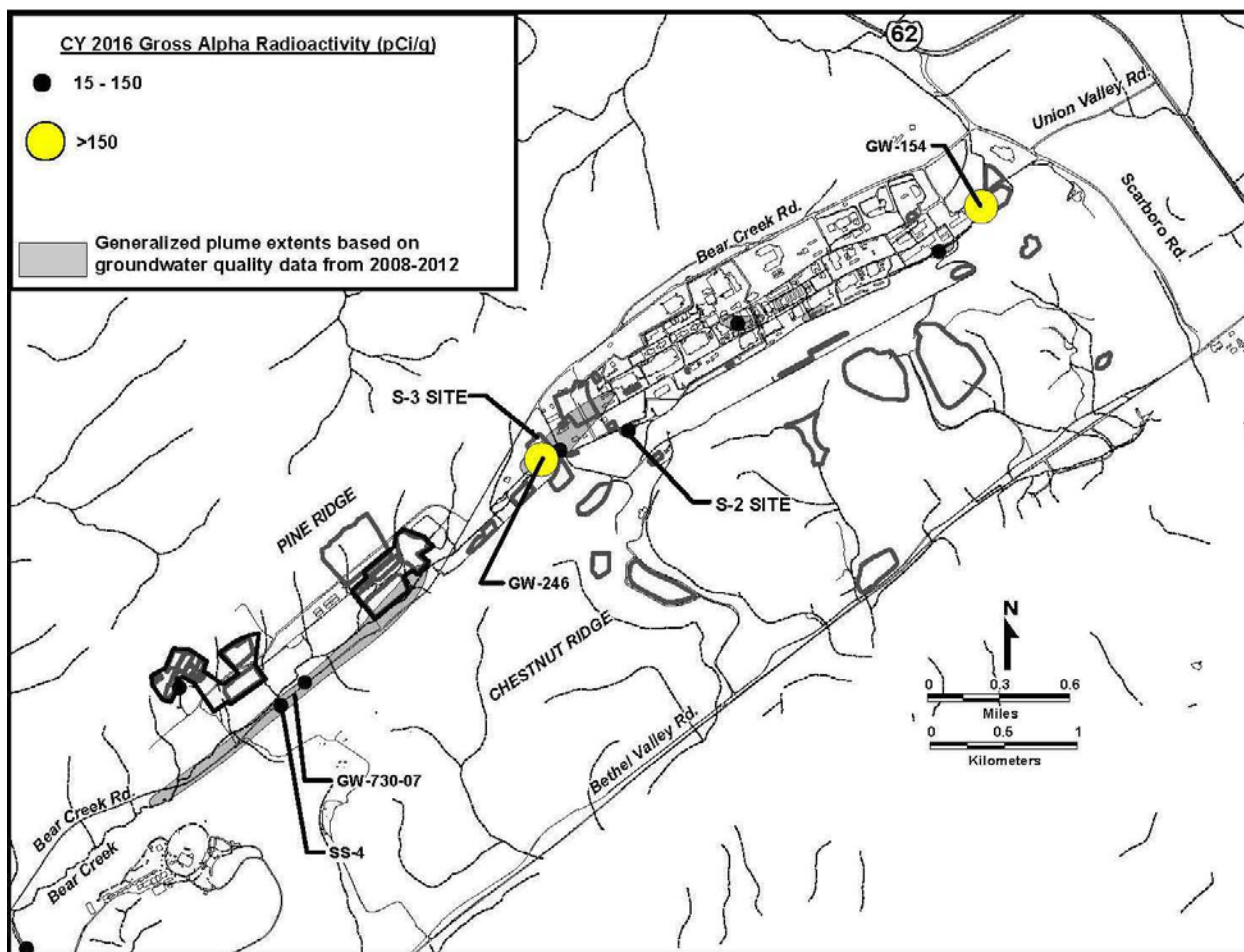 CY 2016 Gross Alpha Radioactivity (pCi/g)
15 - 150
>150
Generalized plume extents based on
groundwater quality data from 2008-2012
62
Union Valley Rd.
GW-154
Scarboro Rd.
Bear Creek Rd.
S-3 SITE
S-2 SITE
PINE RIDGE
GW-246
CHESTNUT RIDGE
N
0 0.3 0.6
Miles
0 0.5 1
Kilometers
Bethel Valley Rd.
GW-730-07
SS-4
Bear Creek Rd.
Bear Creek